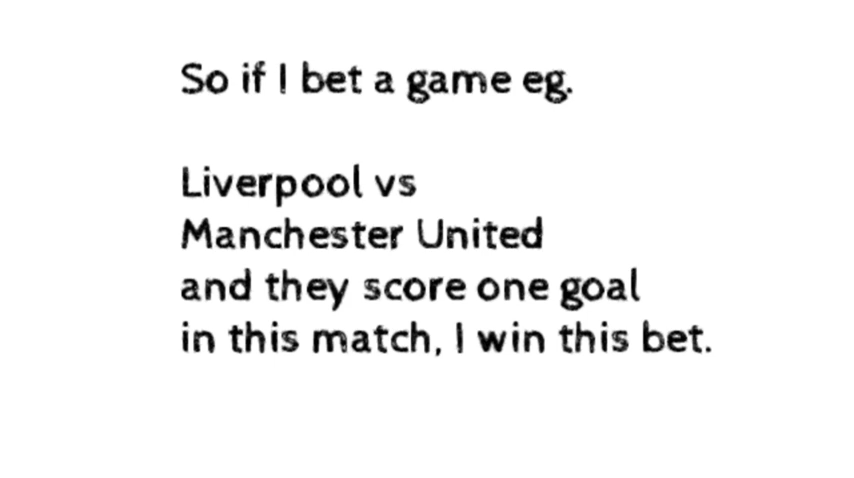 So if I bet a game eg.
Liverpool vs
Manchester United
and they score one goal
in this match, I win this bet.